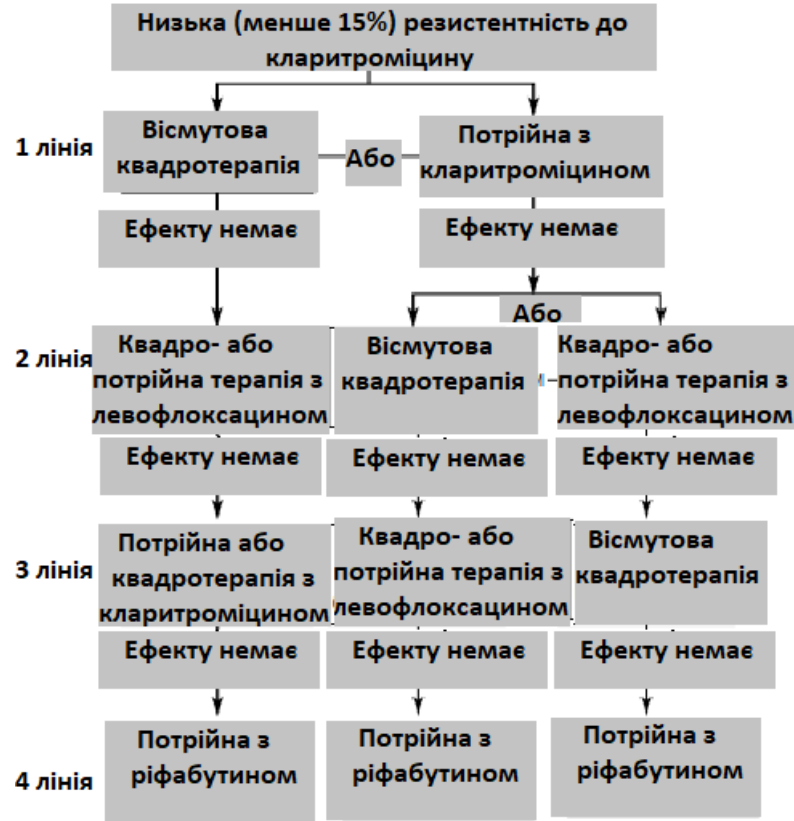 Низька (менше 15%) резистентність до
кларитроміцину
1 лінія
Вісмутова
квадротерапія
Або
Потрійна з
кларитроміцином
Ефекту немає
Ефекту немає
Або
2 лінія
Квадро- або
потрійна терапія з
левофлоксацином
Вісмутова
квадротерапія
Квадро- або
потрійна терапія з
левофлоксацином
Ефекту немає
Ефекту немає
Ефекту немає
3 лінія
Потрійна або
квадротерапія з
кларитроміцином
Квадро- або
потрійна терапія з
левофлоксацином
Вісмутова
квадротерапія
Ефекту немає
Ефекту немає
Ефекту немає
4 лінія
Потрійна з
ріфабутином
Потрійна з
ріфабутином
Потрійна з
ріфабутином